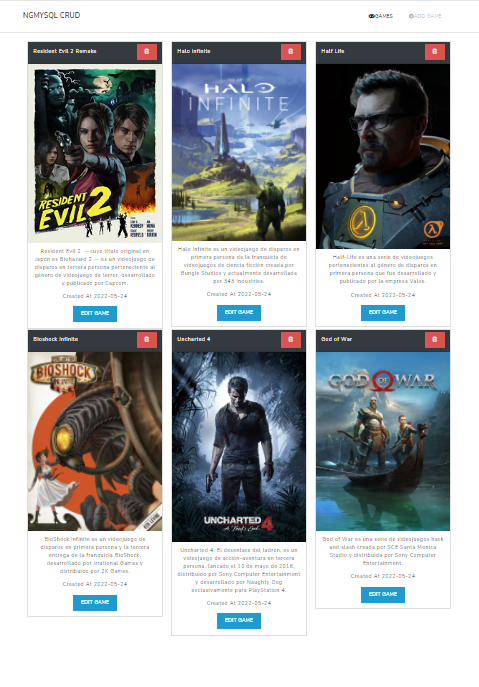 NGMYSQL CRUD
GAMES
ADD GAME
Resident Evil 2 Remake
RESIDENT
EVIL 2
Resident Evil —cuyo título original en
Japón es Biohazard 2 — es un videojuego de
disparos en tercera persona perteneciente al
género de videojuego de terror, desarrollado
y publicado por Capcom.
Created At 2022-05-24
EDIT GAME
Halo infinite
HALO
INFINITE
Halo Infinite es un videojuego de disparos en
primera persona de la franquicia de
videojuegos de ciencia ficción creada por
Bungie Studios y actualmente desarrollada
por 343 Industries.
Created At 2022-05-24
EDIT GAME
Half Life
Half-Life es una serie de videojuegos
pertenecientes al género de disparos en
primera persona que fue desarrollado y
publicado por la empresa Valve.
Created At 2022-05-24
EDIT GAME
Bioshock Infinite
BIOSHOCK
INFINITE
BioShock Infinite es un videojuego de
disparos en primera persona y la tercera
entrega de la franquicia BioShock,
desarrollado por Irrational Games y
distribuido por 2K Games.
Created At 2022-05-24
EDIT GAME
Uncharted 4
UNCHARTED 4
A Thief's End
Uncharted 4: El desenlace del ladrón, es un
videojuego de acción-aventura en tercera
persona, lanzado el 10 de mayo de 2016,
distribuido por Sony Computer Entertainment
y desarrollado por Naughty Dog
exclusivamente para PlayStation 4.
Created At 2022-05-24
EDIT GAME
God of War
GOD OF WAR
God of War es una serie de videojuegos hack
and slash creada por SCE Santa Monica
Studio y distribuida por Sony Computer
Entertainment.
Created At 2022-05-24
EDIT GAME